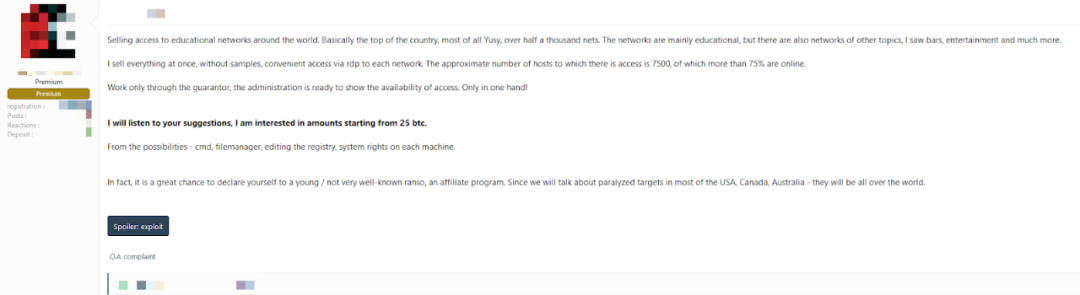 Premium
Premium
registration :
Posts :
Reactions :
Deposit :
Selling access to educational networks around the world. Basically the top of the country, most of all Yusy, over half a thousand nets. The networks are mainly educational, but there are also networks of other topics, I saw bars, entertainment and much more.
I sell everything at once, without samples, convenient access via rdp to each network. The approximate number of hosts to which there is access is 7500, of which more than 75% are online.
Work only through the guarantor, the administration is ready to show the availability of access. Only in one hand!
I will listen to your suggestions, I am interested in amounts starting from 25 btc.
From the possibilities - cmd, filemanager, editing the registry, system rights on each machine.
In fact, it is a great chance to declare yourself to a young / not very well-known ranso, an affiliate program. Since we will talk about paralyzed targets in most of the USA, Canada, Australia - they will be all over the world.
Spoiler: exploit
QA complaint